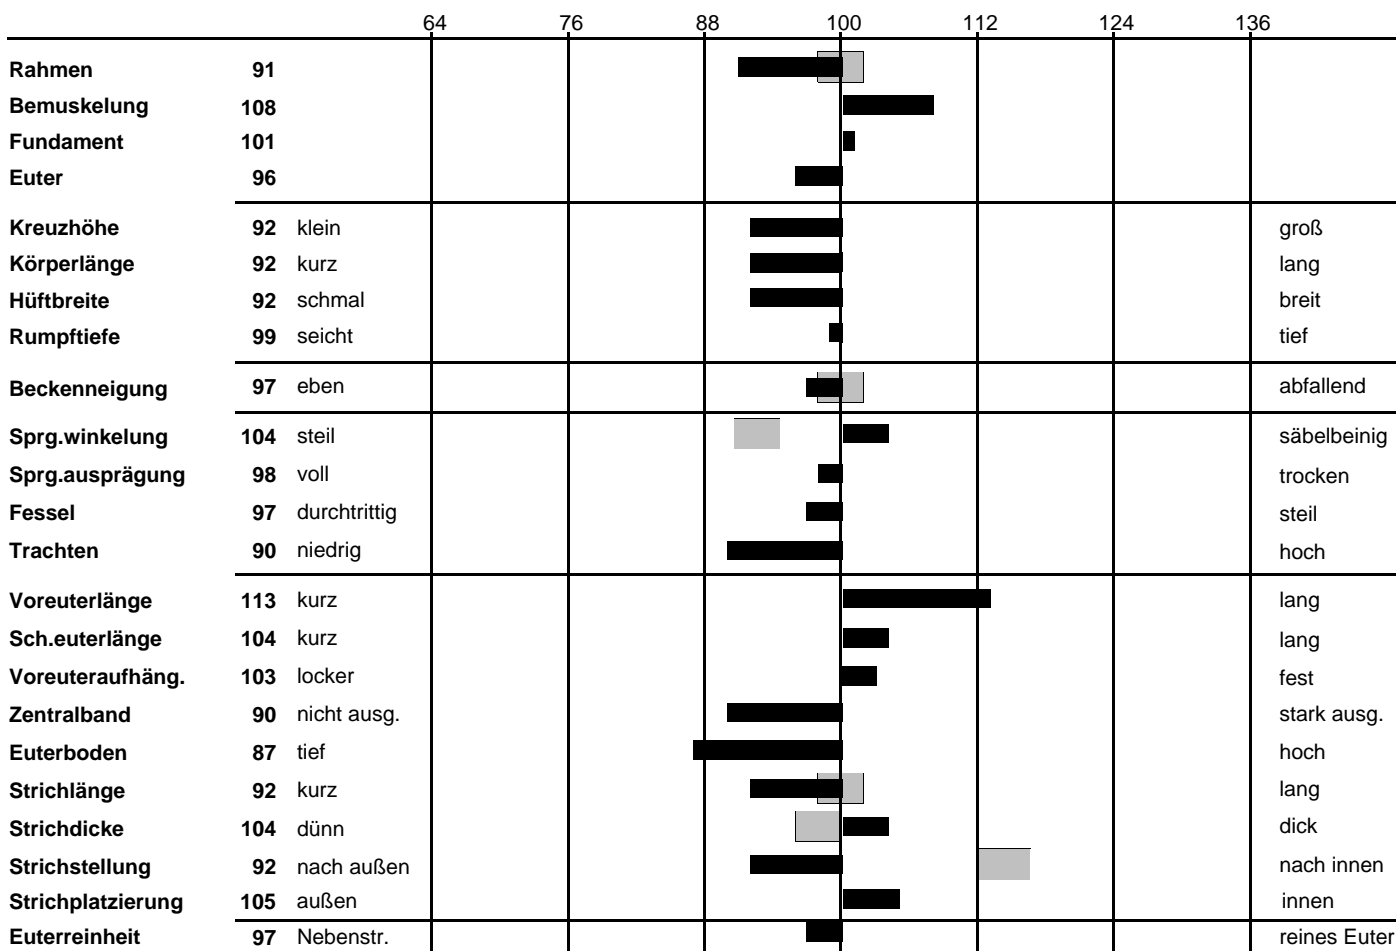 64 76 88 100 112 124 136
Rahmen 91
Bemuskelung 108
Fundament 101
Euter 96
Kreuzhöhe 92 klein groß
Körperlänge 92 kurz lang
Hüftbreite 92 schmal breit
Rumpftiefe 99 seicht tief
Beckenneigung 97 eben abfallend
Sprg.winkelung 104 steil säbelbeinig
Sprg.ausprägung 98 voll trocken
Fessel 97 durchtrittig steil
Trachten 90 niedrig hoch
Voreuterlänge 113 kurz lang
Sch.euterlänge 104 kurz lang
Voreuteraufhäng. 103 locker fest
Zentralband 90 nicht ausg. stark ausg.
Euterboden 87 tief hoch
Strichlänge 92 kurz lang
Strichdicke 104 dünn dick
Strichstellung 92 nach außen nach innen
Strichplatzierung 105 außen innen
Euterreinheit 97 Nebenstr. reines Euter